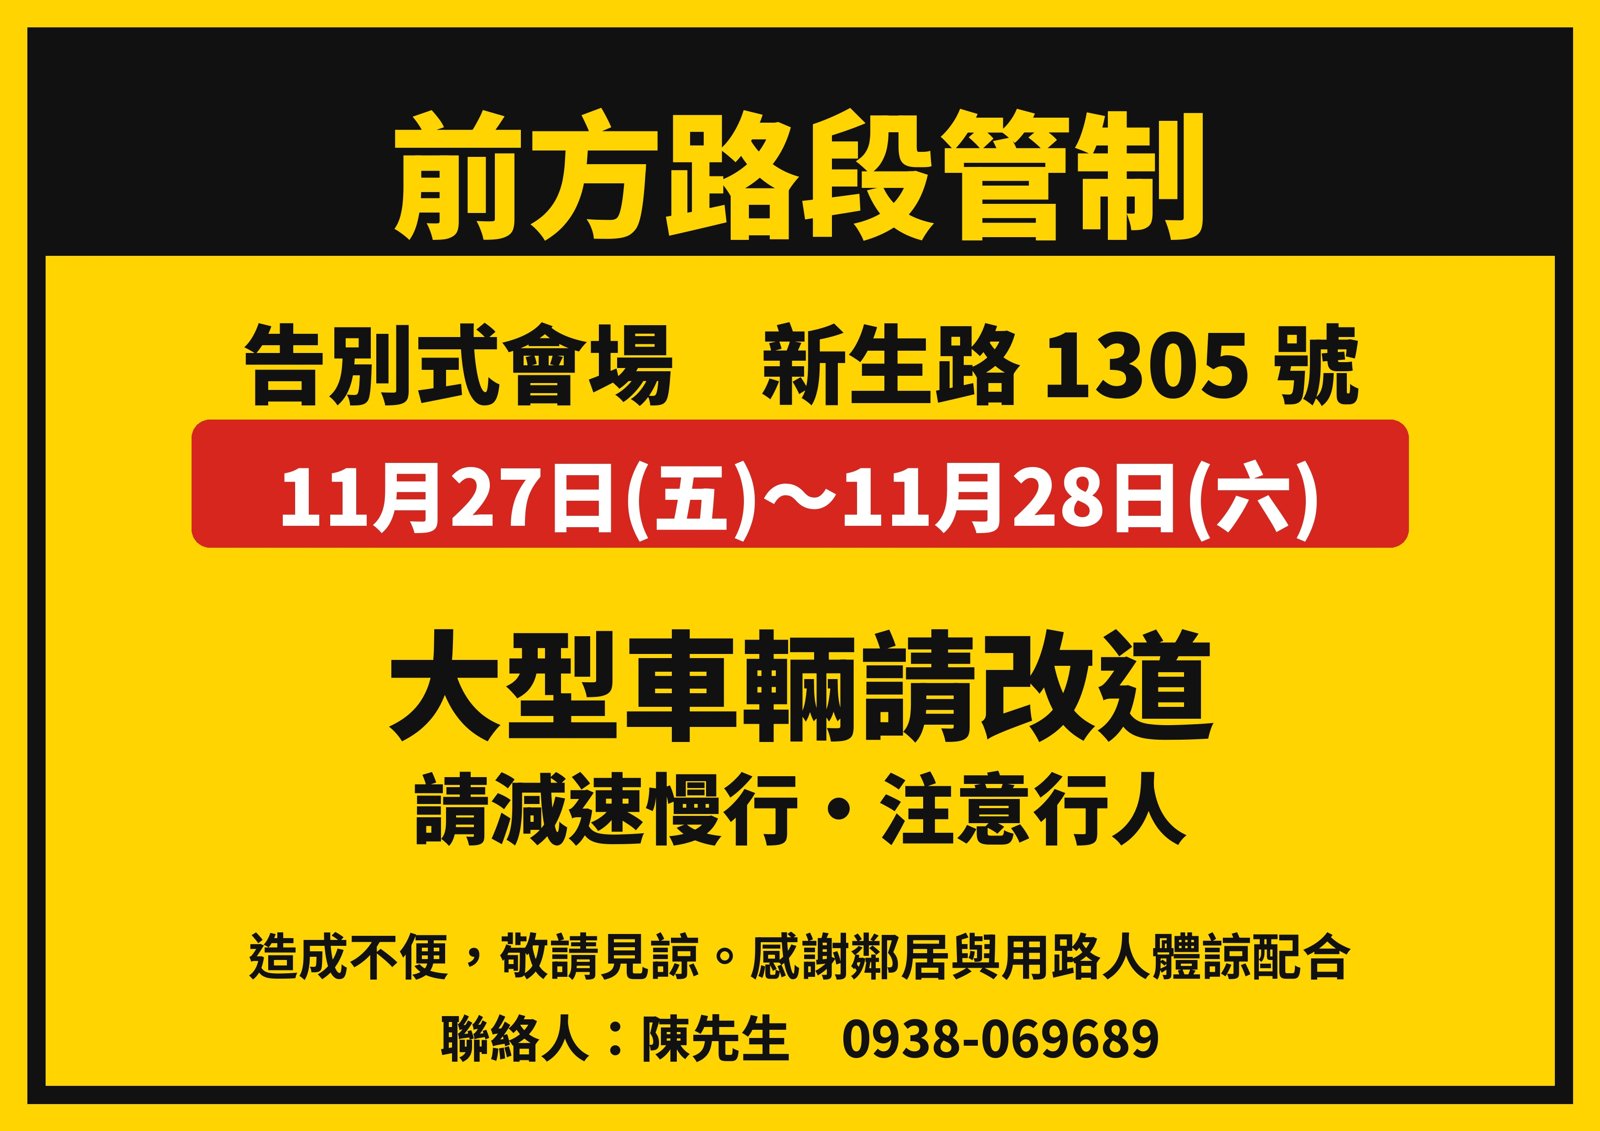 前方路段管制
告別式會場　新生路 1305 號
11月27日(五)～11月28日(六)
大型車輛請改道
請減速慢行・注意行人
造成不便，敬請見諒。感謝鄰居與用路人體諒配合
聯絡人：陳先生　0938-069689